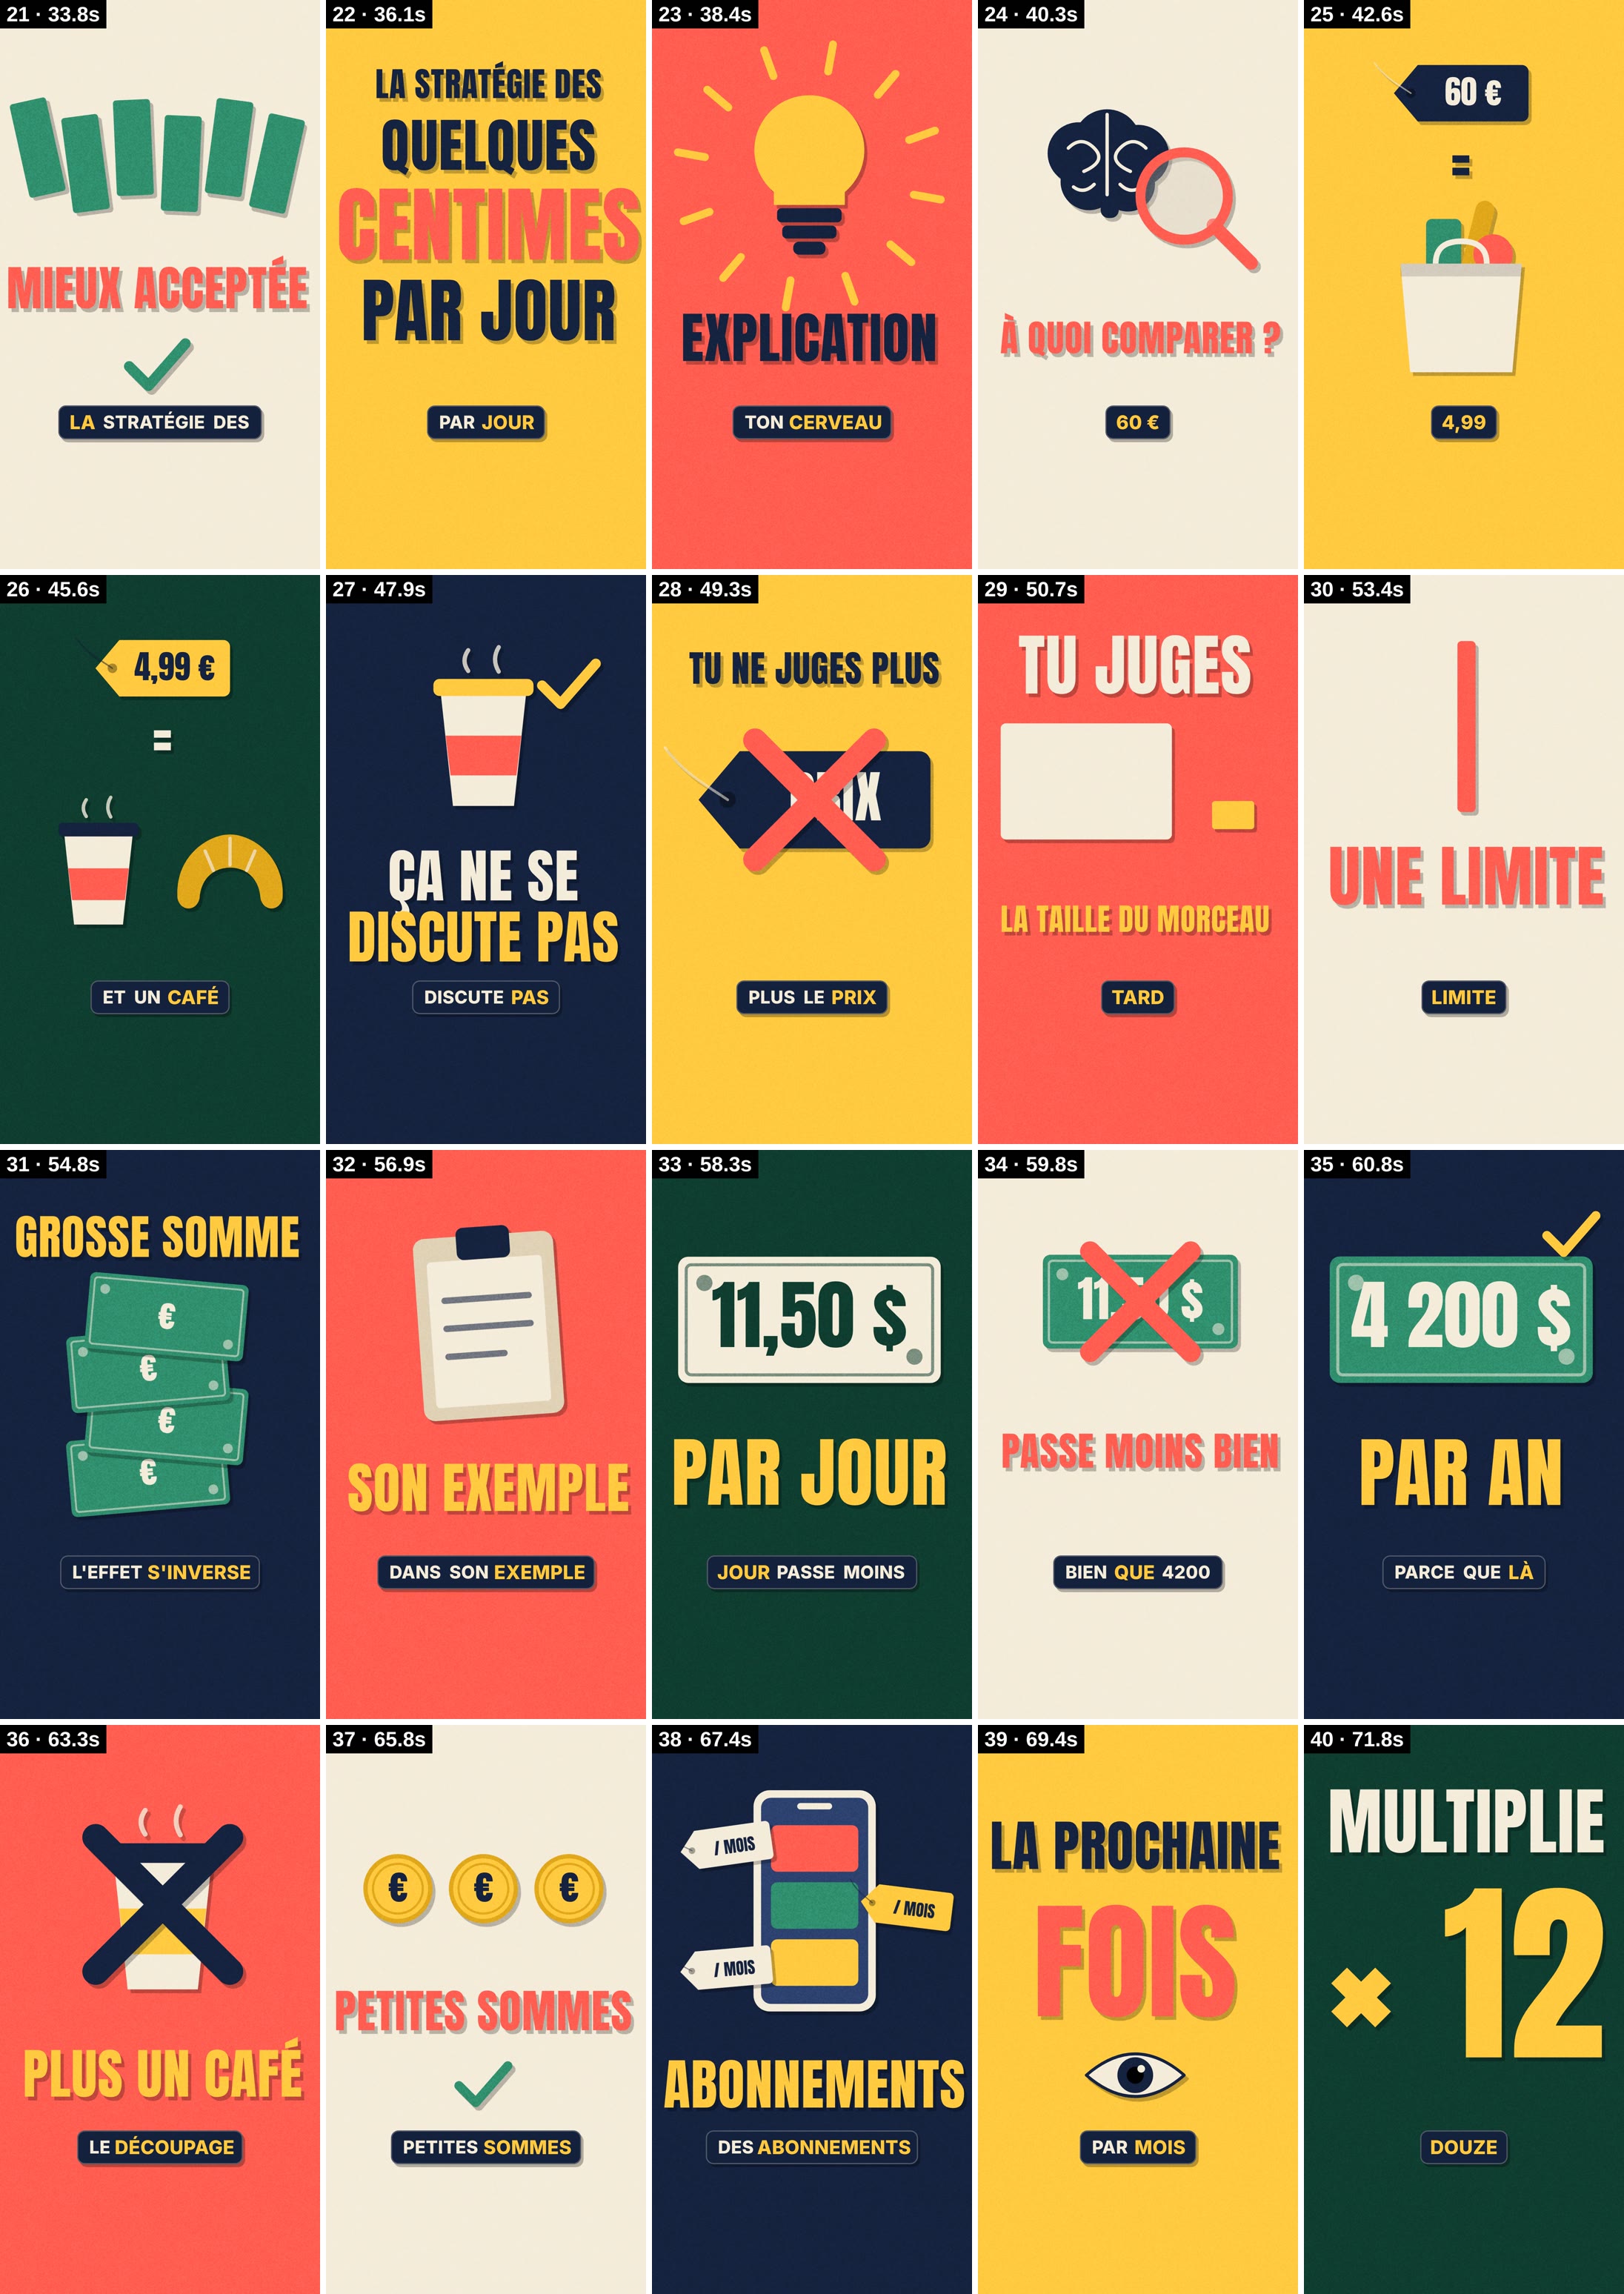 21 · 33.8s
MIEUX ACCEPTÉE
LA STRATÉGIE DES
22 · 36.1s
LA STRATÉGIE DES
QUELQUES
CENTIMES
PAR JOUR
PAR JOUR
23 · 38.4s
EXPLICATION
TON CERVEAU
24 · 40.3s
À QUOI COMPARER ?
60 €
25 · 42.6s
60 €
=
4,99
26 · 45.6s
4,99 €
=
ET UN CAFÉ
27 · 47.9s
ÇA NE SE
DISCUTE PAS
DISCUTE PAS
28 · 49.3s
TU NE JUGES PLUS
PLUS LE PRIX
29 · 50.7s
TU JUGES
LA TAILLE DU MORCEAU
TARD
30 · 53.4s
UNE LIMITE
LIMITE
31 · 54.8s
GROSSE SOMME
€
€
€
€
L'EFFET S'INVERSE
32 · 56.9s
SON EXEMPLE
DANS SON EXEMPLE
33 · 58.3s
11,50 $
PAR JOUR
JOUR PASSE MOINS
34 · 59.8s
PASSE MOINS BIEN
BIEN QUE 4200
35 · 60.8s
4 200 $
PAR AN
PARCE QUE LÀ
36 · 63.3s
PLUS UN CAFÉ
LE DÉCOUPAGE
37 · 65.8s
€ € €
PETITES SOMMES
PETITES SOMMES
38 · 67.4s
/ MOIS
/ MOIS
/ MOIS
ABONNEMENTS
DES ABONNEMENTS
39 · 69.4s
LA PROCHAINE
FOIS
PAR MOIS
40 · 71.8s
MULTIPLIE
× 12
DOUZE